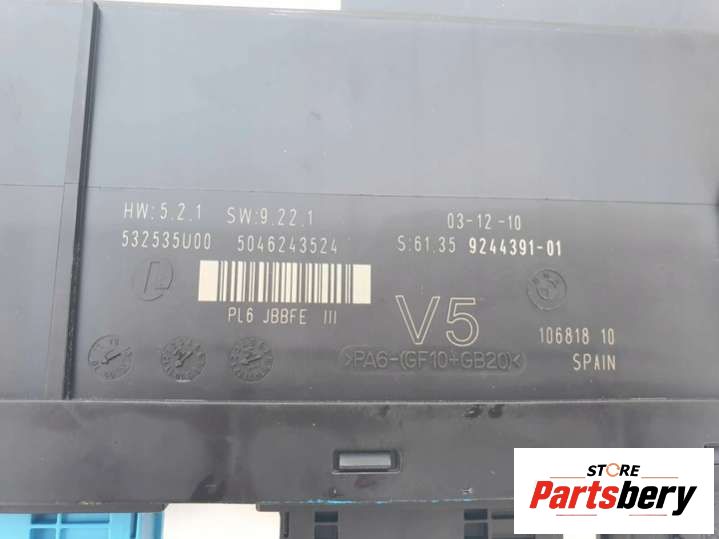 HW:5.2.1 SW:9.22.1 03-12-10
532535U00 5046243524 S:61.35 9244391-01
PL6 JBBFE III
V5
106818 10
>PA6-(GF10+GB20)<
SPAIN
STORE
Partsbery